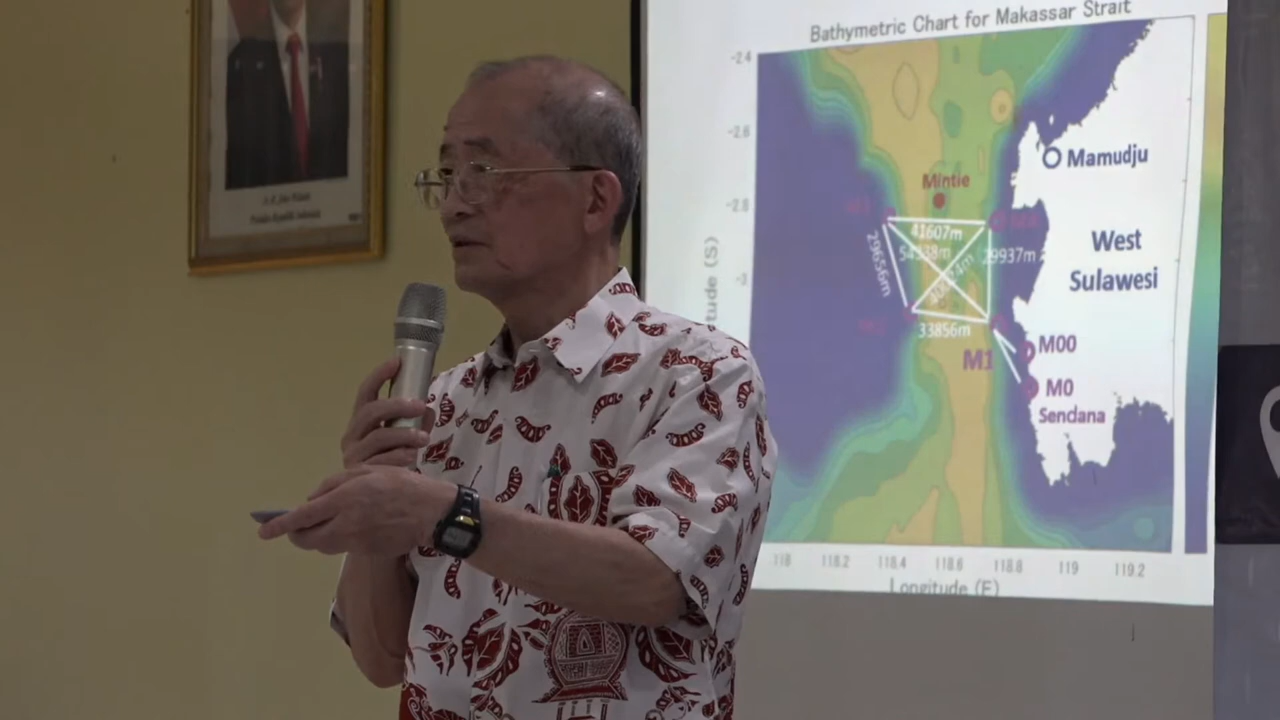 Bathymetric Chart for Makassar Strait
-2.4
-2.6
-2.8
-3
tude (S)
Mamudju
Mintie
West
Sulawesi
41607m
29656m
29937m
33856m
M1
M00
M0
Sendana
118
118.2
118.4
118.6
118.8
119
119.2
Longitude (E)